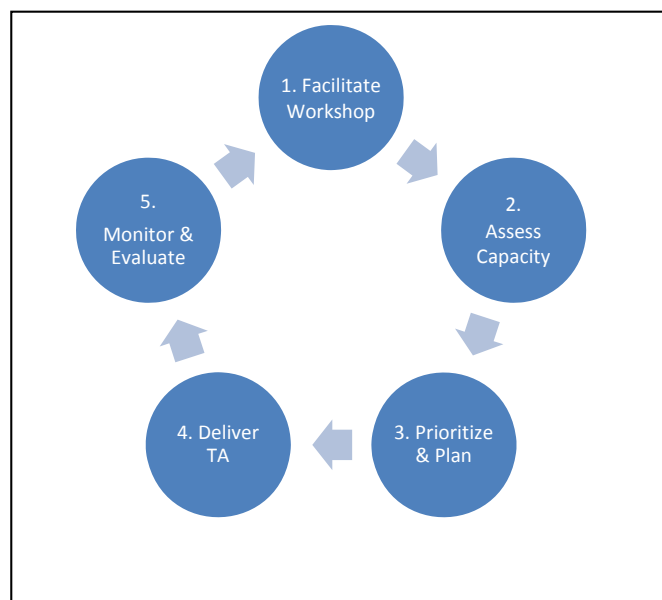 1. Facilitate
Workshop
2.
Assess
Capacity
3. Prioritize
& Plan
4. Deliver
TA
5.
Monitor &
Evaluate